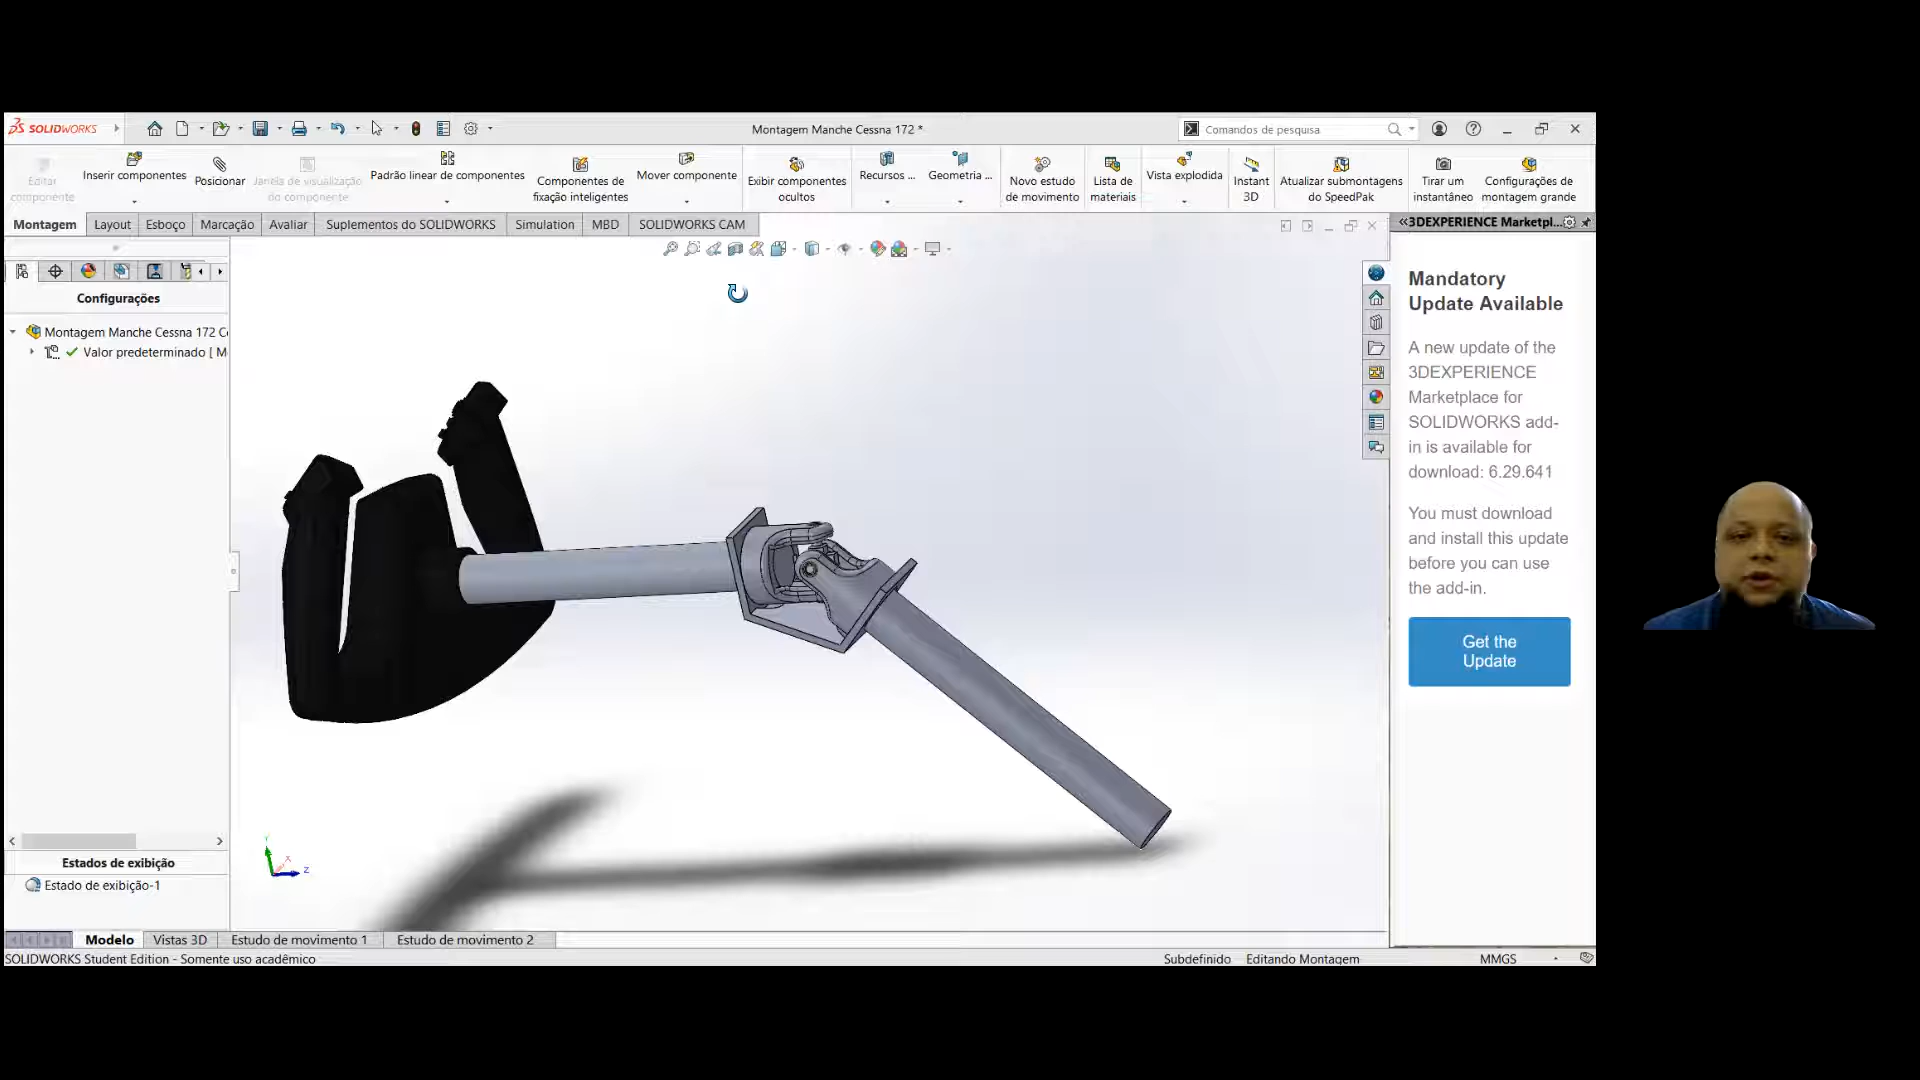 SOLIDWORKS
Montagem Manche Cessna 172 *
Comandos de pesquisa
Editar
componente
Inserir componentes
Posicionar
Janela de visualização
do componente
Padrão linear de componentes
Componentes de
fixação inteligentes
Mover componente
Exibir componentes
ocultos
Recursos ...
Geometria ...
Novo estudo
de movimento
Lista de
materiais
Vista explodida
Instant
3D
Atualizar submontagens
do SpeedPak
Tirar um
instantâneo
Configurações de
montagem grande
Montagem
Layout
Esboço
Marcação
Avaliar
Suplementos do SOLIDWORKS
Simulation
MBD
SOLIDWORKS CAM
3DEXPERIENCE Marketpl...
Configurações
Montagem Manche Cessna 172 C
Valor predeterminado [ M
Mandatory
Update Available
A new update of the
3DEXPERIENCE
Marketplace for
SOLIDWORKS add-
in is available for
download: 6.29.641
You must download
and install this update
before you can use
the add-in.
Get the
Update
Y
X
Z
Estados de exibição
Estado de exibição-1
Modelo
Vistas 3D
Estudo de movimento 1
Estudo de movimento 2
SOLIDWORKS Student Edition - Somente uso acadêmico
Subdefinido
Editando Montagem
MMGS